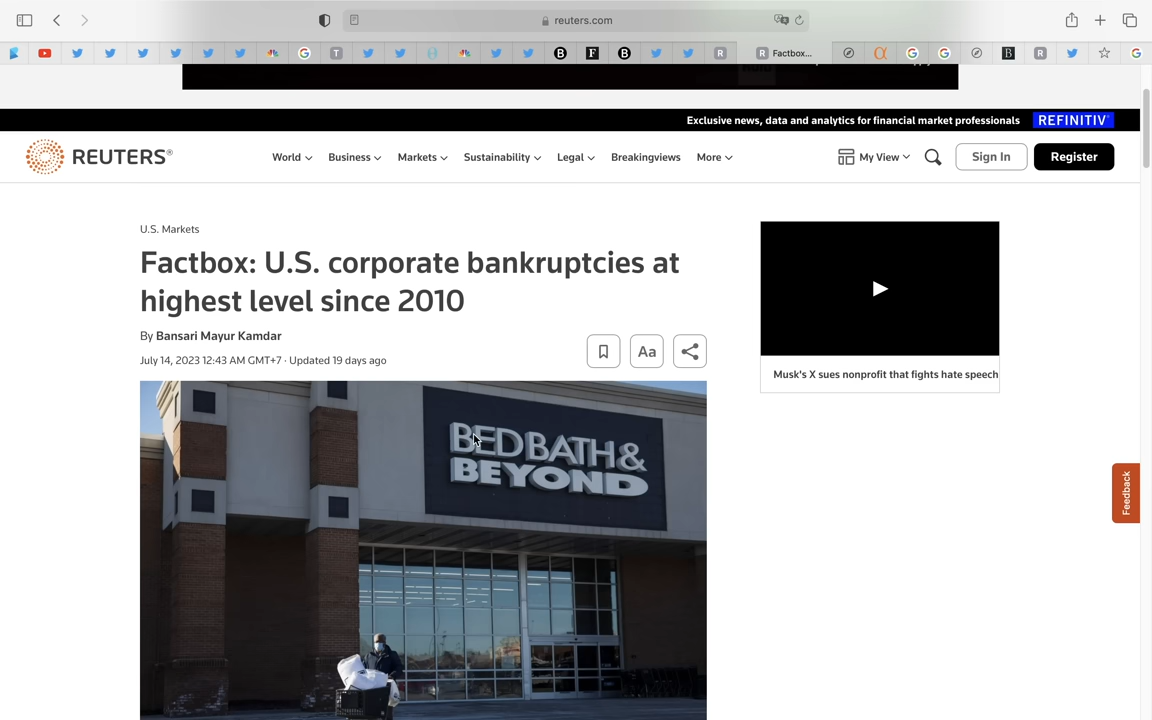 reuters.com
T
B
F
B
R
R Factbox...
α
B
R
Exclusive news, data and analytics for financial market professionals REFINITIV
REUTERS®
World Business Markets Sustainability Legal Breakingviews More My View Sign In Register
U.S. Markets
Factbox: U.S. corporate bankruptcies at
highest level since 2010
By Bansari Mayur Kamdar
July 14, 2023 12:43 AM GMT+7 · Updated 19 days ago
Aa
Musk's X sues nonprofit that fights hate speech
BED BATH &
BEYOND
Feedback